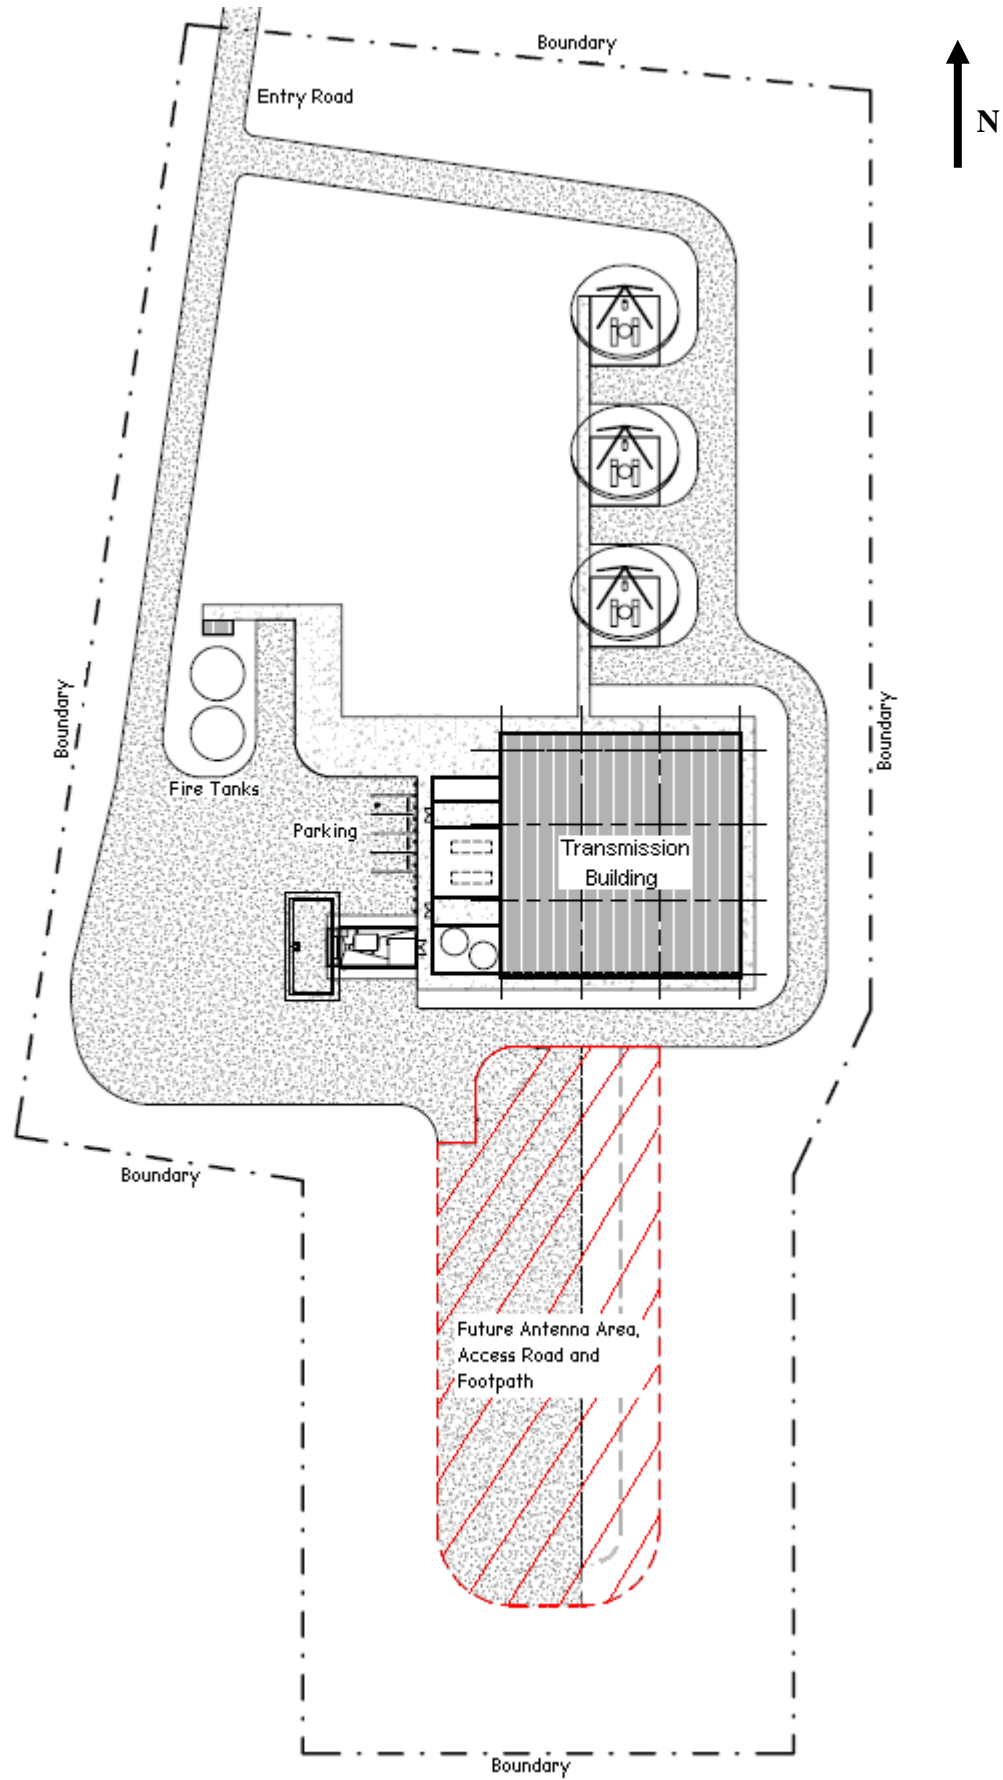 Boundary
Entry Road
N
Boundary
Boundary
Fire Tanks
Parking
Transmission
Building
Boundary
Future Antenna Area,
Access Road and
Footpath
Boundary